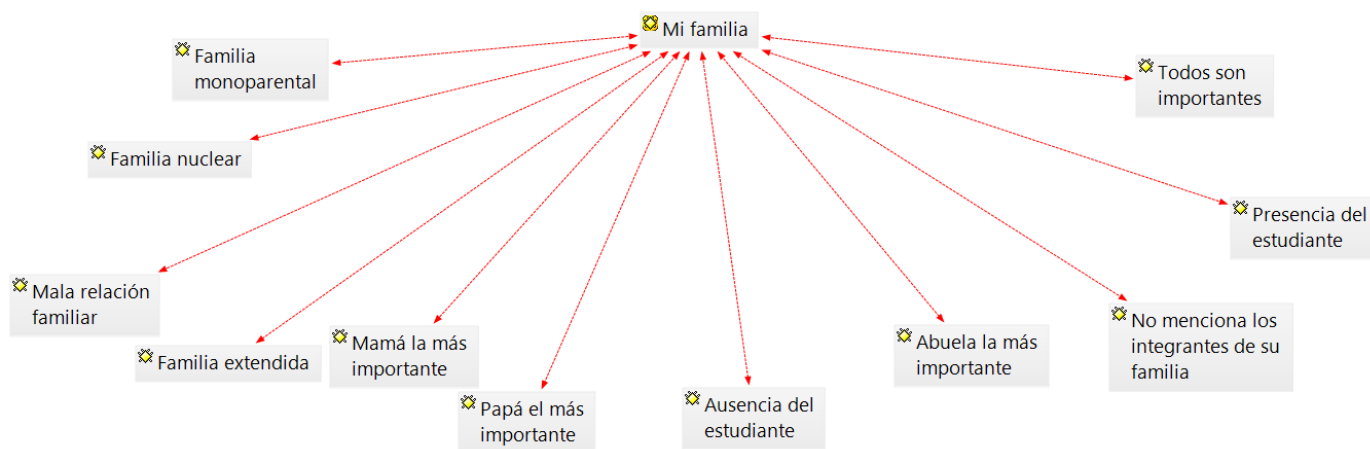 Mi familia
Familia
monoparental
Todos son
importantes
Familia nuclear
Presencia del
estudiante
Mala relación
familiar
Familia extendida
Mamá la más
importante
Papá el más
importante
Ausencia del
estudiante
Abuela la más
importante
No menciona los
integrantes de su
familia